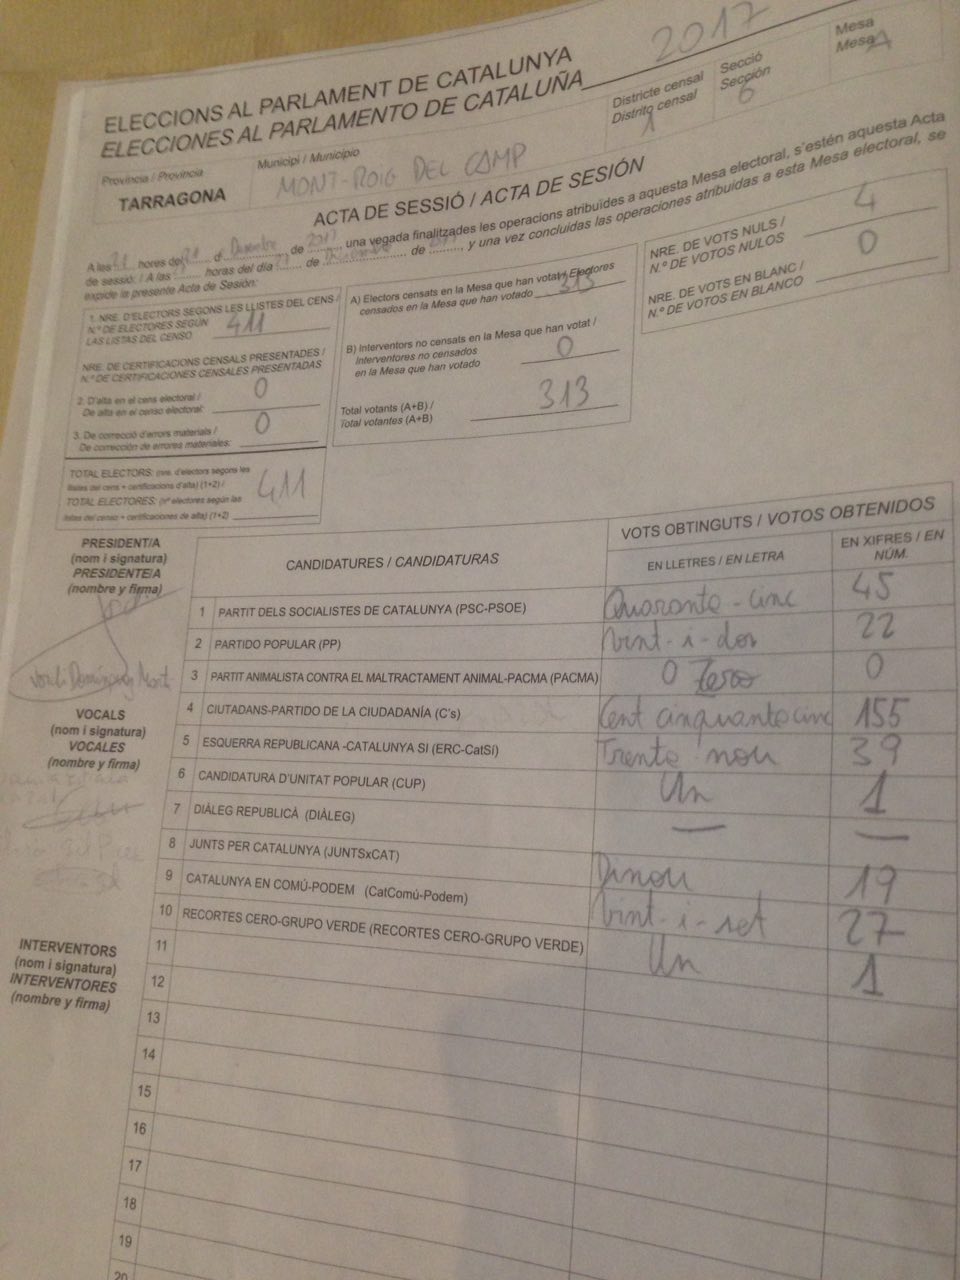 ELECCIONS AL PARLAMENT DE CATALUNYA
ELECCIONES AL PARLAMENTO DE CATALUÑA 2017
Província / Provincia
TARRAGONA
Municipi / Municipio
MONT-ROIG DEL CAMP
Districte censal
Distrito censal
1
Secció
Sección
6
Mesa
Mesa A
ACTA DE SESSIÓ / ACTA DE SESIÓN
A les 21 hores del 21 d Desembre de 2017, una vegada finalitzades les operacions atribuïdes a aquesta Mesa electoral, s'estén aquesta Acta
de sessió. / A las horas del día de de , y una vez concluidas las operaciones atribuidas a esta Mesa electoral, se
expide la presente Acta de Sesión:
1. NRE. D'ELECTORS SEGONS LES LLISTES DEL CENS /
N.º DE ELECTORES SEGÚN
LAS LISTAS DEL CENSO 411
NRE. DE CERTIFICACIONS CENSALS PRESENTADES /
N.º DE CERTIFICACIONES CENSALES PRESENTADAS
2. D'alta en el cens electoral /
De alta en el censo electoral: 0
3. De correcció d'errors materials /
De corrección de errores materiales: 0
TOTAL ELECTORS: (nre. d'electors segons les
llistes del cens + certificacions d'alta) (1+2) /
TOTAL ELECTORES: (nº electores según las
listas del censo + certificaciones de alta) (1+2) 411
A) Electors censats en la Mesa que han votat / Electores
censados en la Mesa que han votado 313
B) Interventors no censats en la Mesa que han votat /
Interventores no censados
en la Mesa que han votado 0
Total votants (A+B) /
Total votantes (A+B) 313
NRE. DE VOTS NULS /
N.º DE VOTOS NULOS 4
NRE. DE VOTS EN BLANC /
N.º DE VOTOS EN BLANCO 0
PRESIDENT/A
(nom i signatura)
PRESIDENTE/A
(nombre y firma)
Jordi Domínguez Mont
VOCALS
(nom i signatura)
VOCALES
(nombre y firma)
INTERVENTORS
(nom i signatura)
INTERVENTORES
(nombre y firma)
CANDIDATURES / CANDIDATURAS
VOTS OBTINGUTS / VOTOS OBTENIDOS
EN LLETRES / EN LETRA
EN XIFRES / EN NÚM.
1 PARTIT DELS SOCIALISTES DE CATALUNYA (PSC-PSOE) Quaranta-cinc 45
2 PARTIDO POPULAR (PP) Vint-i-dos 22
3 PARTIT ANIMALISTA CONTRA EL MALTRACTAMENT ANIMAL-PACMA (PACMA) 0 Zero 0
4 CIUTADANS-PARTIDO DE LA CIUDADANÍA (C's) Cent cinquanta cinc 155
5 ESQUERRA REPUBLICANA -CATALUNYA SI (ERC-CatSí) Trenta nou 39
6 CANDIDATURA D'UNITAT POPULAR (CUP) Un 1
7 DIÀLEG REPUBLICÀ (DIÀLEG) — —
8 JUNTS PER CATALUNYA (JUNTSxCAT) Dinou 19
9 CATALUNYA EN COMÚ-PODEM (CatComú-Podem) Vint-i-set 27
10 RECORTES CERO-GRUPO VERDE (RECORTES CERO-GRUPO VERDE) Un 1
11
12
13
14
15
16
17
18
19
20